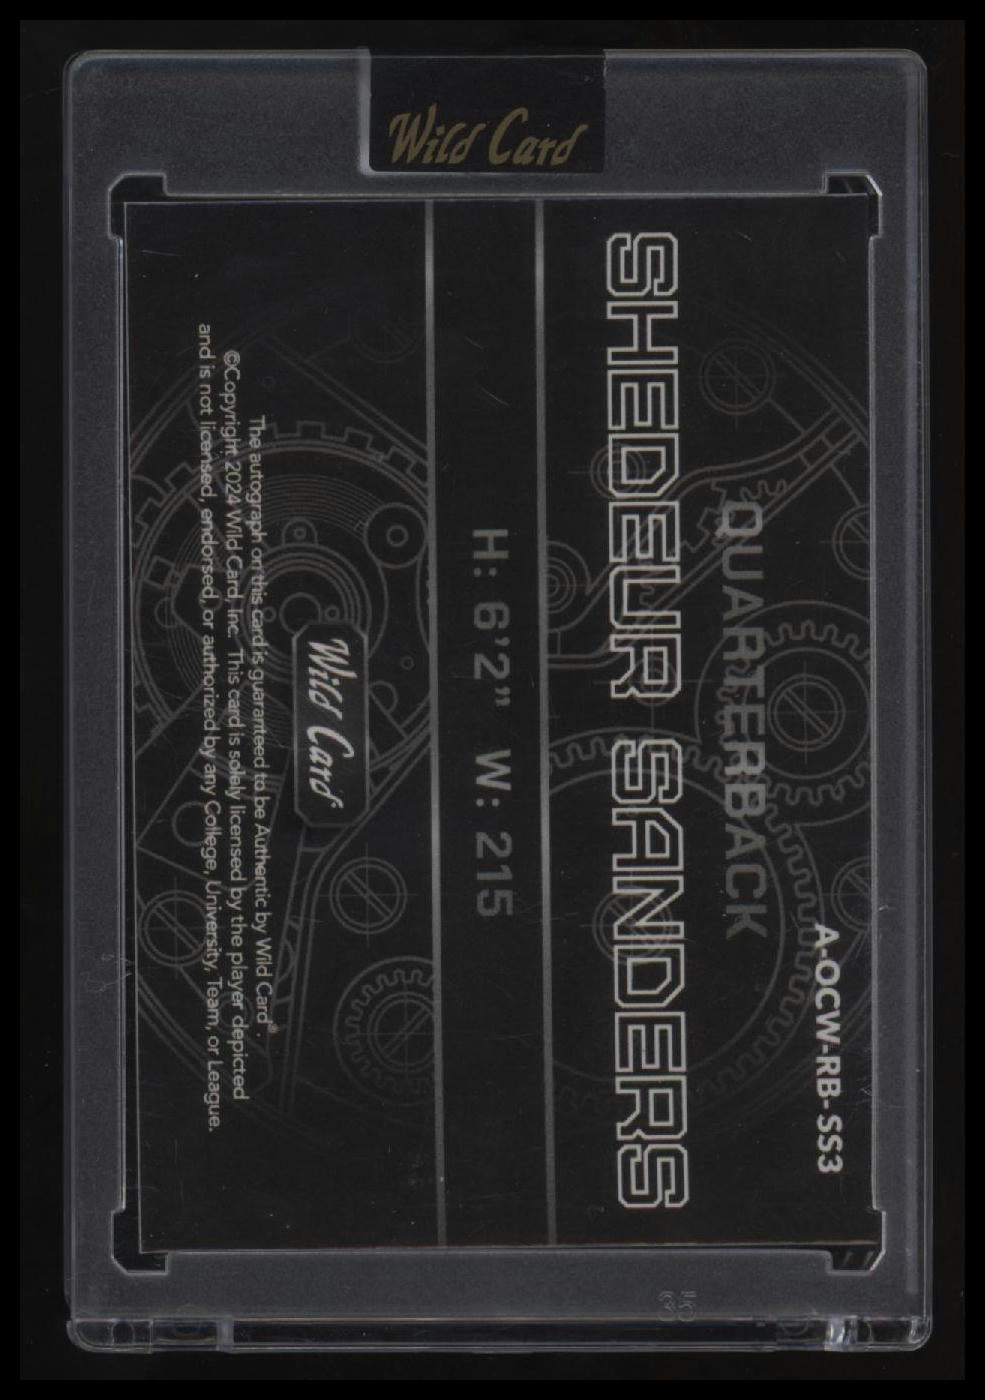 Wild Card
A-OCW-RB-SS3
QUARTERBACK
SHEDEUR SANDERS
H: 6'2" W: 215
Wild Card
The autograph on this card is guaranteed to be Authentic by Wild Card®.
©Copyright 2024 Wild Card, Inc. This card is solely licensed by the player depicted
and is not licensed, endorsed, or authorized by any College, University, Team, or League.
35